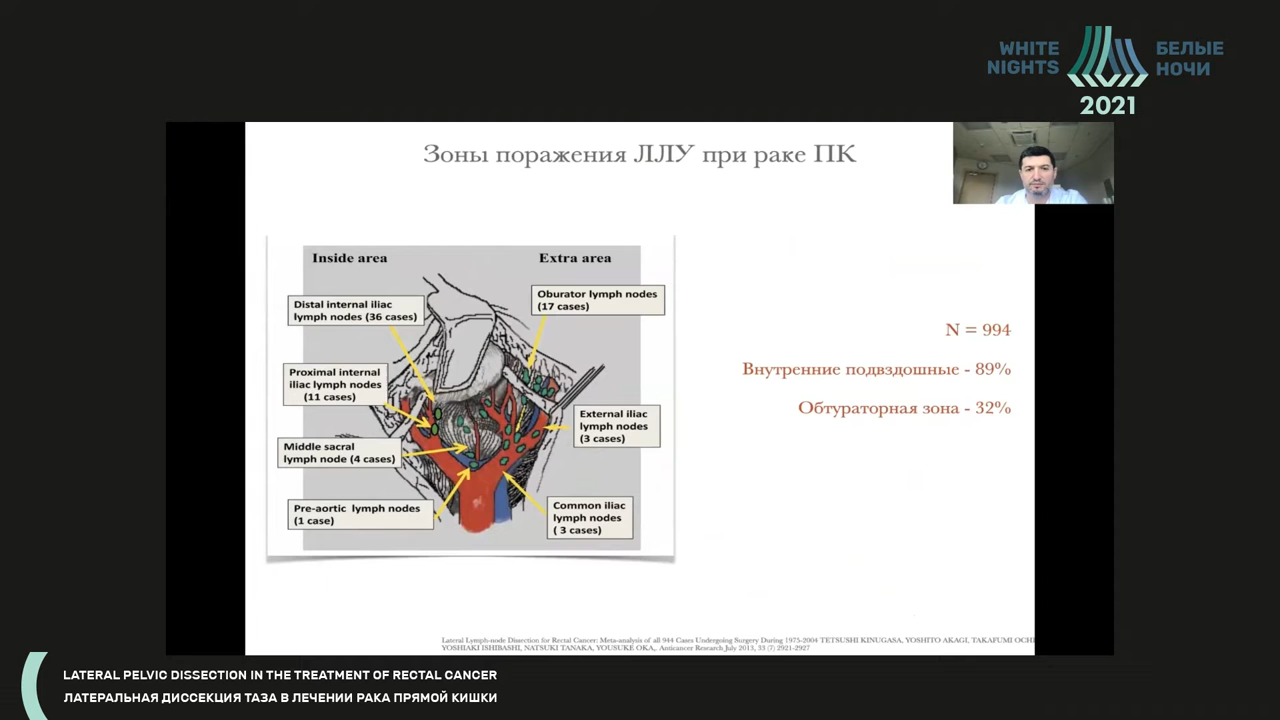 WHITE
NIGHTS
БЕЛЫЕ
НОЧИ
2021
Зоны поражения ЛЛУ при раке ПК
Inside area
Extra area
Distal internal iliac
lymph nodes (36 cases)
Oburator lymph nodes
(17 cases)
Proximal internal
iliac lymph nodes
(11 cases)
External iliac
lymph nodes
(3 cases)
Middle sacral
lymph node (4 cases)
Pre-aortic lymph nodes
(1 case)
Common iliac
lymph nodes
( 3 cases)
N = 994
Внутренние подвздошные - 89%
Обтураторная зона - 32%
Lateral Lymph-node Dissection for Rectal Cancer: Meta-analysis of all 944 Cases Undergoing Surgery During 1975-2004 TETSUSHI KINUGASA, YOSHITO AKAGI, TAKAFUMI OCHI
YOSHIAKI ISHIBASHI, NATSUKI TANAKA, YOUSUKE OKA,. Anticancer Research July 2013, 33 (7) 2921-2927
LATERAL PELVIC DISSECTION IN THE TREATMENT OF RECTAL CANCER
ЛАТЕРАЛЬНАЯ ДИССЕКЦИЯ ТАЗА В ЛЕЧЕНИИ РАКА ПРЯМОЙ КИШКИ